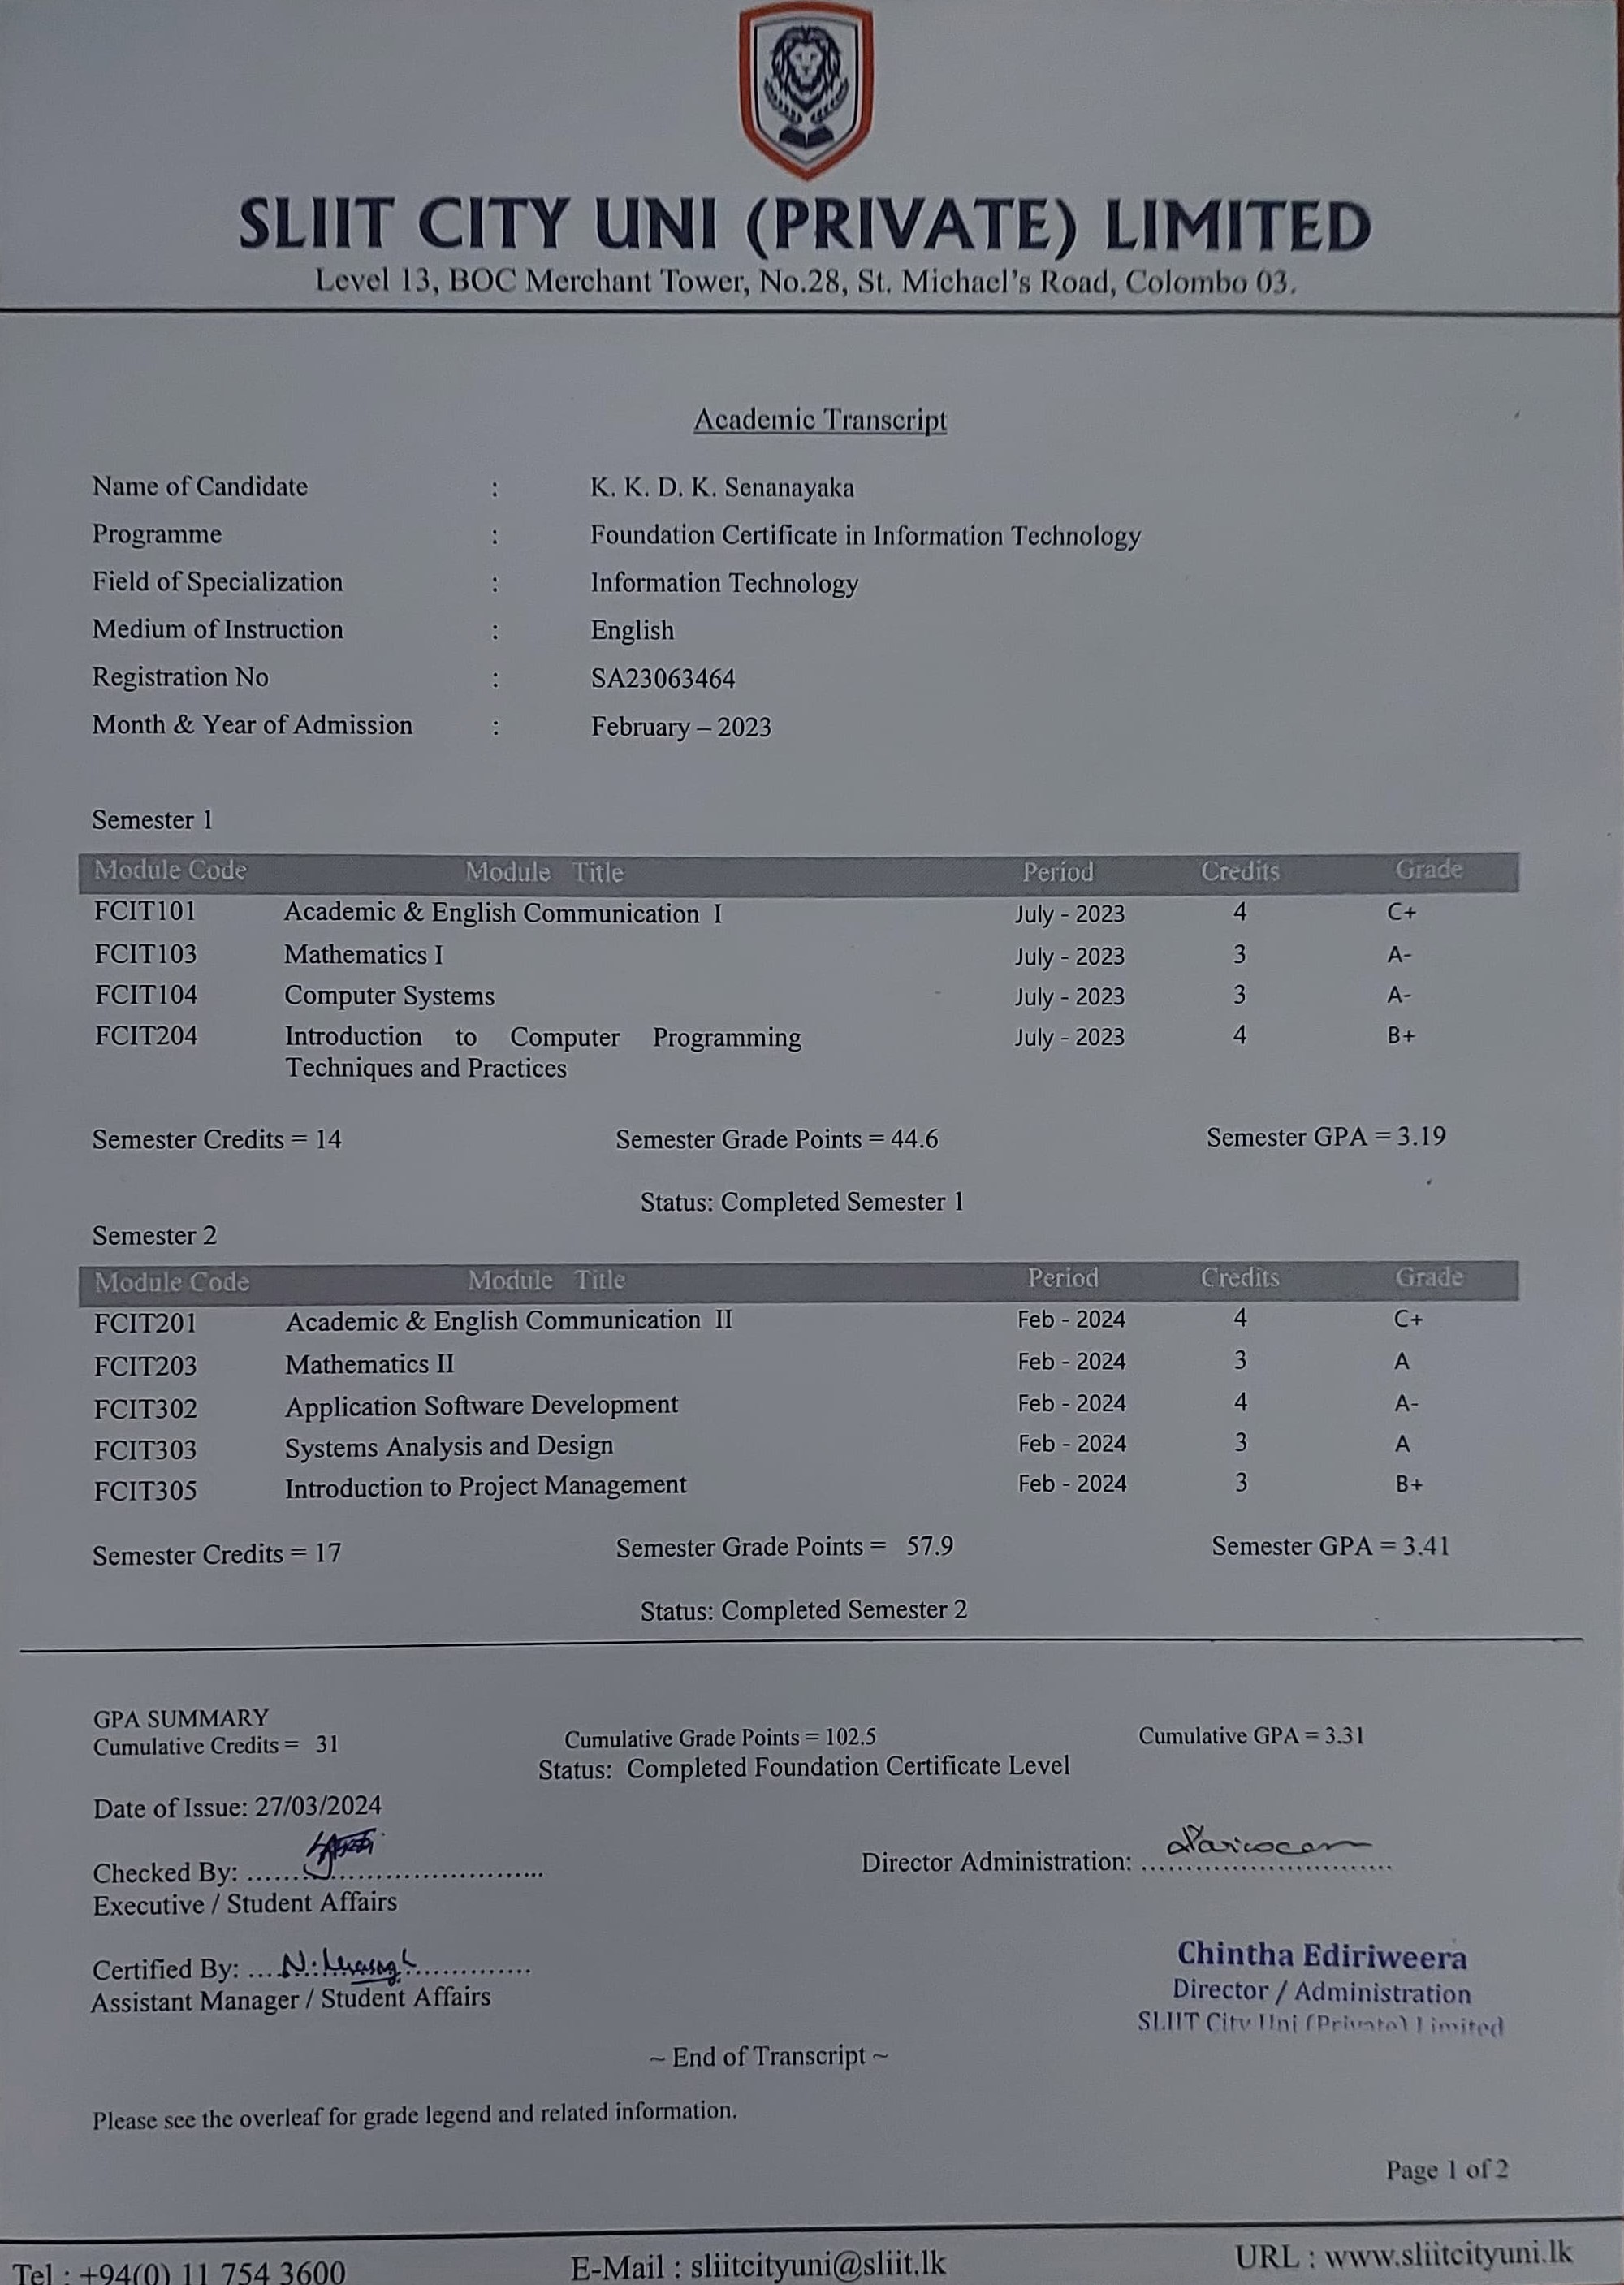 SLIIT CITY UNI (PRIVATE) LIMITED
Level 13, BOC Merchant Tower, No.28, St. Michael's Road, Colombo 03.
Academic Transcript
Name of Candidate : K. K. D. K. Senanayaka
Programme : Foundation Certificate in Information Technology
Field of Specialization : Information Technology
Medium of Instruction : English
Registration No : SA23063464
Month & Year of Admission : February – 2023
Semester 1
Module Code Module Title Period Credits Grade
FCIT101 Academic & English Communication I July - 2023 4 C+
FCIT103 Mathematics I July - 2023 3 A-
FCIT104 Computer Systems July - 2023 3 A-
FCIT204 Introduction to Computer Programming July - 2023 4 B+
Techniques and Practices
Semester Credits = 14 Semester Grade Points = 44.6 Semester GPA = 3.19
Status: Completed Semester 1
Semester 2
Module Code Module Title Period Credits Grade
FCIT201 Academic & English Communication II Feb - 2024 4 C+
FCIT203 Mathematics II Feb - 2024 3 A
FCIT302 Application Software Development Feb - 2024 4 A-
FCIT303 Systems Analysis and Design Feb - 2024 3 A
FCIT305 Introduction to Project Management Feb - 2024 3 B+
Semester Credits = 17 Semester Grade Points = 57.9 Semester GPA = 3.41
Status: Completed Semester 2
GPA SUMMARY
Cumulative Credits = 31 Cumulative Grade Points = 102.5 Cumulative GPA = 3.31
Status: Completed Foundation Certificate Level
Date of Issue: 27/03/2024
Checked By: Director Administration:
Executive / Student Affairs
Chintha Ediriweera
Certified By: Director / Administration
Assistant Manager / Student Affairs
SLIIT City Uni (Private) Limited
~ End of Transcript ~
Please see the overleaf for grade legend and related information.
Page 1 of 2
Tel : +94(0) 11 754 3600 E-Mail : sliitcityuni@sliit.lk URL : www.sliitcityuni.lk